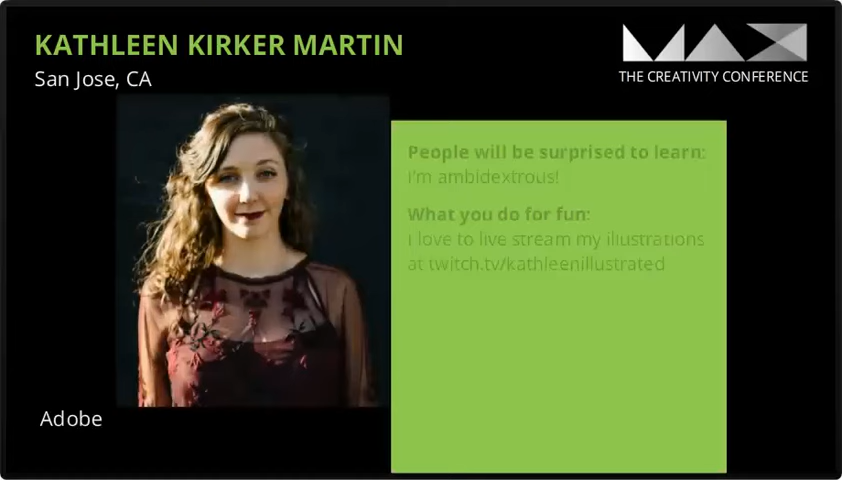 KATHLEEN KIRKER MARTIN
San Jose, CA
MAX
THE CREATIVITY CONFERENCE
People will be surprised to learn:
i'm ambidextrous!
What you do for fun:
i love to live stream my illustrations
at twitch.tv/kathleenillustrated
Adobe